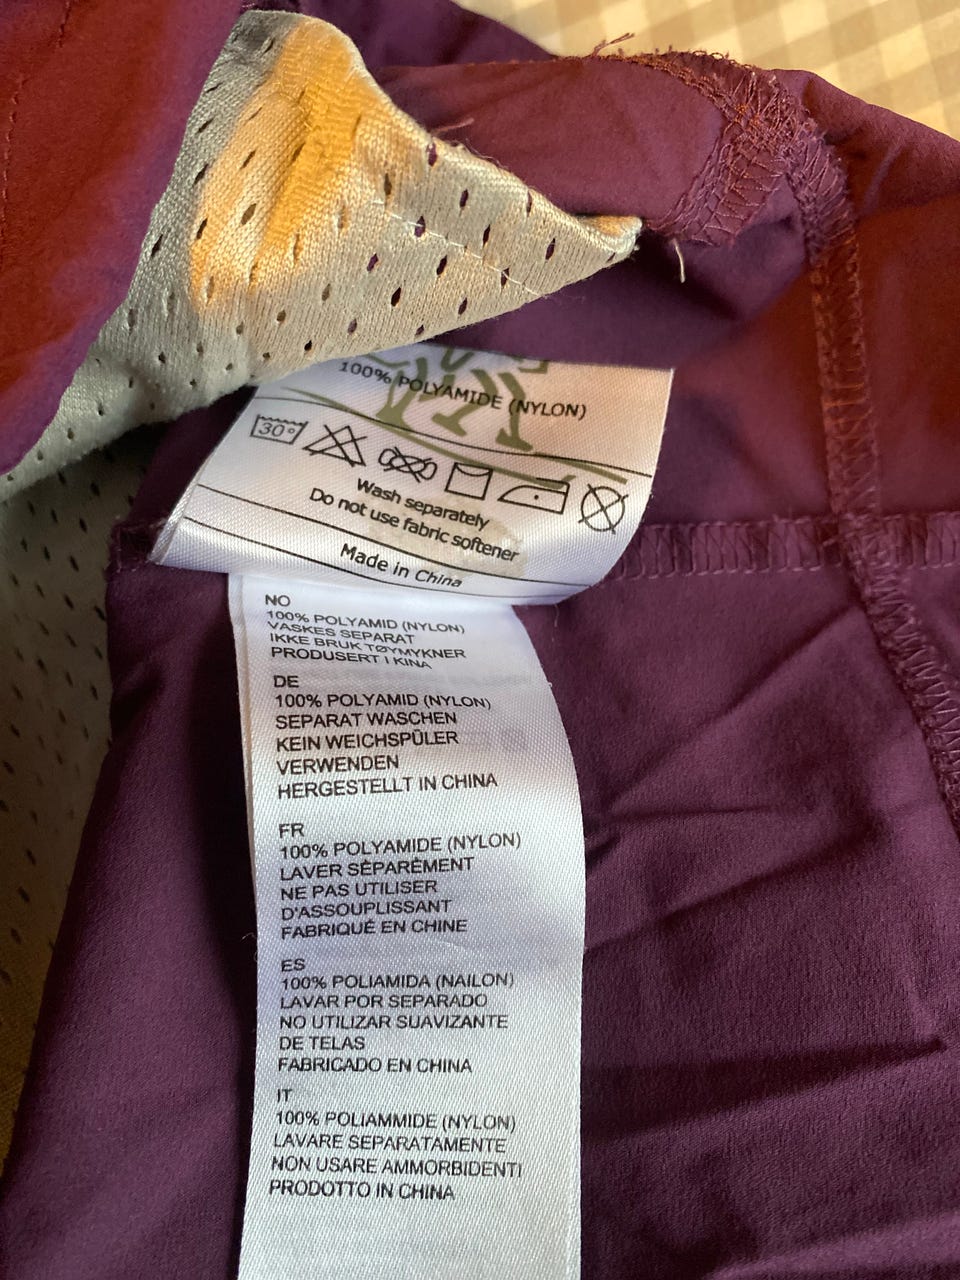 100% POLYAMIDE (NYLON)
30°
Wash separately
Do not use fabric softener
Made in China
NO
100% POLYAMID (NYLON)
VASKES SEPARAT
IKKE BRUK TØYMYKNER
PRODUSERT I KINA
DE
100% POLYAMID (NYLON)
SEPARAT WASCHEN
KEIN WEICHSPÜLER
VERWENDEN
HERGESTELLT IN CHINA
FR
100% POLYAMIDE (NYLON)
LAVER SÉPARÉMENT
NE PAS UTILISER
D'ASSOUPLISSANT
FABRIQUÉ EN CHINE
ES
100% POLIAMIDA (NAILON)
LAVAR POR SEPARADO
NO UTILIZAR SUAVIZANTE
DE TELAS
FABRICADO EN CHINA
IT
100% POLIAMMIDE (NYLON)
LAVARE SEPARATAMENTE
NON USARE AMMORBIDENTI
PRODOTTO IN CHINA